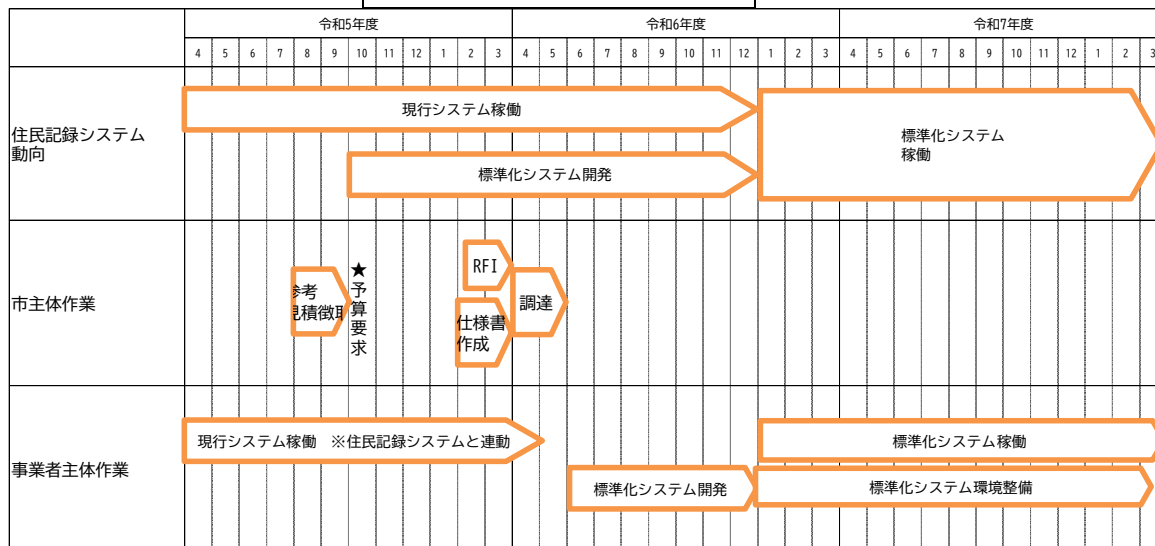 令和5年度
令和6年度
令和7年度
4 5 6 7 8 9 10 11 12 1 2 3 4 5 6 7 8 9 10 11 12 1 2 3 4 5 6 7 8 9 10 11 12 1 2 3
住民記録システム
動向
現行システム稼働
標準化システム開発
標準化システム
稼働
市主体作業
参考
見積徴取
★予算要求
RFI
仕様書
作成
調達
事業者主体作業
現行システム稼働　※住民記録システムと連動
標準化システム開発
標準化システム稼働
標準化システム環境整備